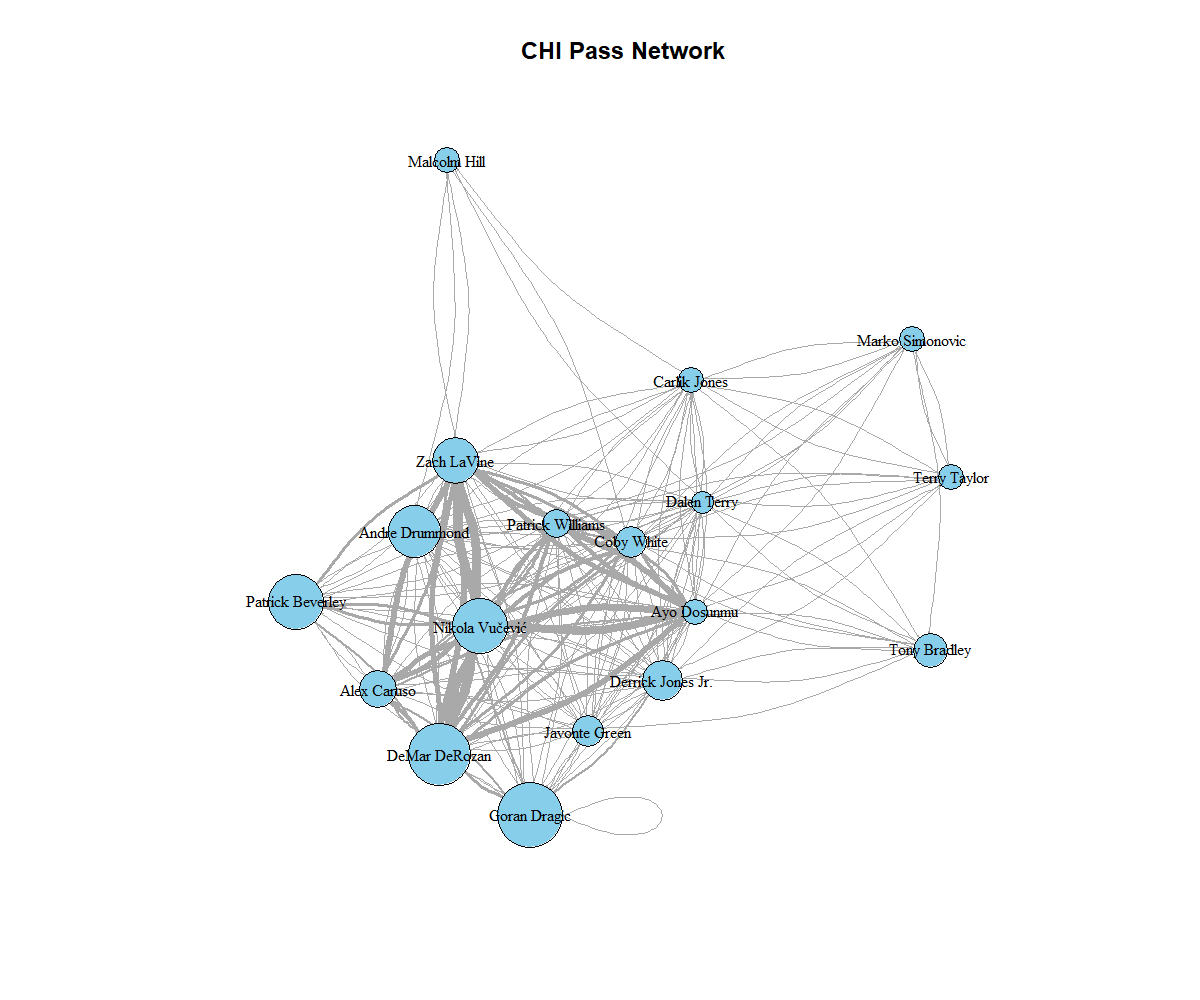 CHI Pass Network
Malcolm Hill
Marko Simonovic
Carlik Jones
Zach LaVine
Terry Taylor
Dalen Terry
Patrick Williams
Andre Drummond
Coby White
Patrick Beverley
Ayo Dosunmu
Nikola Vučević
Tony Bradley
Derrick Jones Jr.
Alex Caruso
Javonte Green
DeMar DeRozan
Goran Dragic